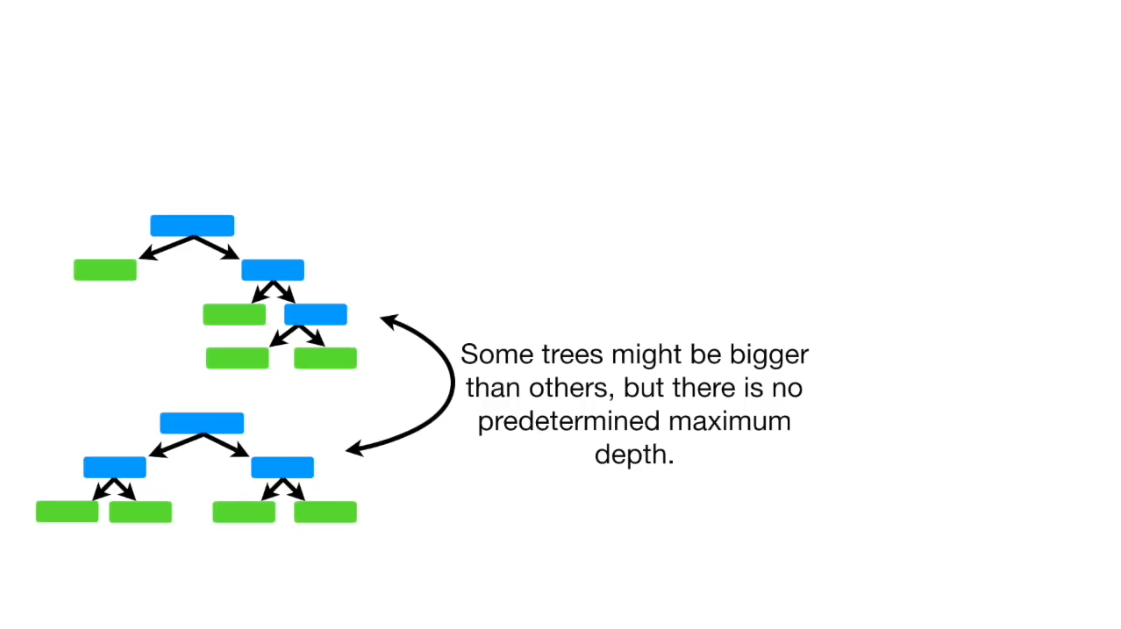 Some trees might be bigger
than others, but there is no
predetermined maximum
depth.